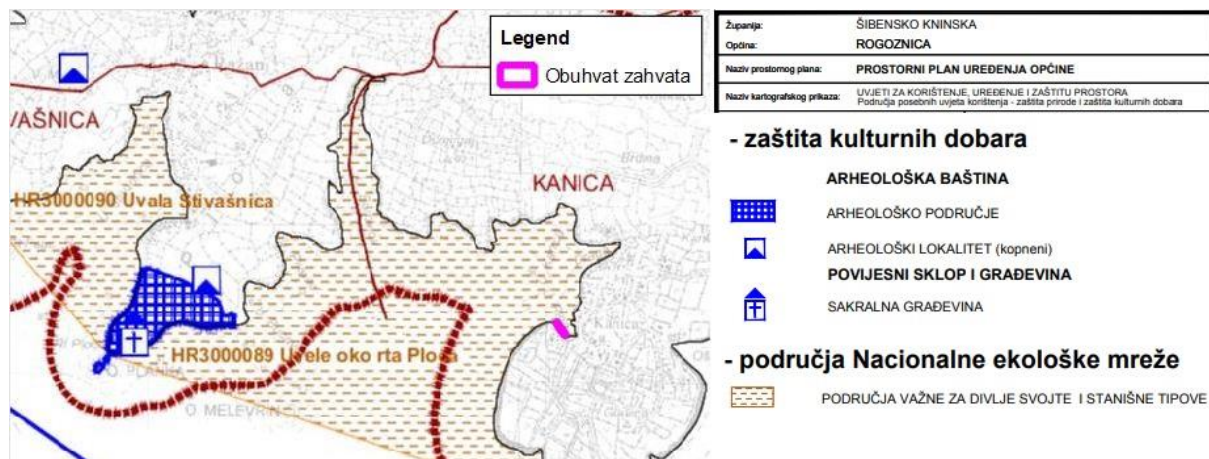 Legend
Obuhvat zahvata
VAŠNICA
KANICA
HR3000090 Uvala Stivašnica
HR3000089 Uvele oko rta Ploča
O MELEVRIN
Županija: ŠIBENSKO KNINSKA
Općina: ROGOZNICA
Naziv prostornog plana: PROSTORNI PLAN UREĐENJA OPĆINE
Naziv kartografskog prikaza: UVJETI ZA KORIŠTENJE, UREĐENJE I ZAŠTITU PROSTORA
Područja posebnih uvjeta korištenja - zaštita prirode i zaštita kulturnih dobara
- zaštita kulturnih dobara
ARHEOLOŠKA BAŠTINA
ARHEOLOŠKO PODRUČJE
ARHEOLOŠKI LOKALITET (kopneni)
POVIJESNI SKLOP I GRAĐEVINA
SAKRALNA GRAĐEVINA
- područja Nacionalne ekološke mreže
PODRUČJA VAŽNE ZA DIVLJE SVOJTE I STANIŠNE TIPOVE